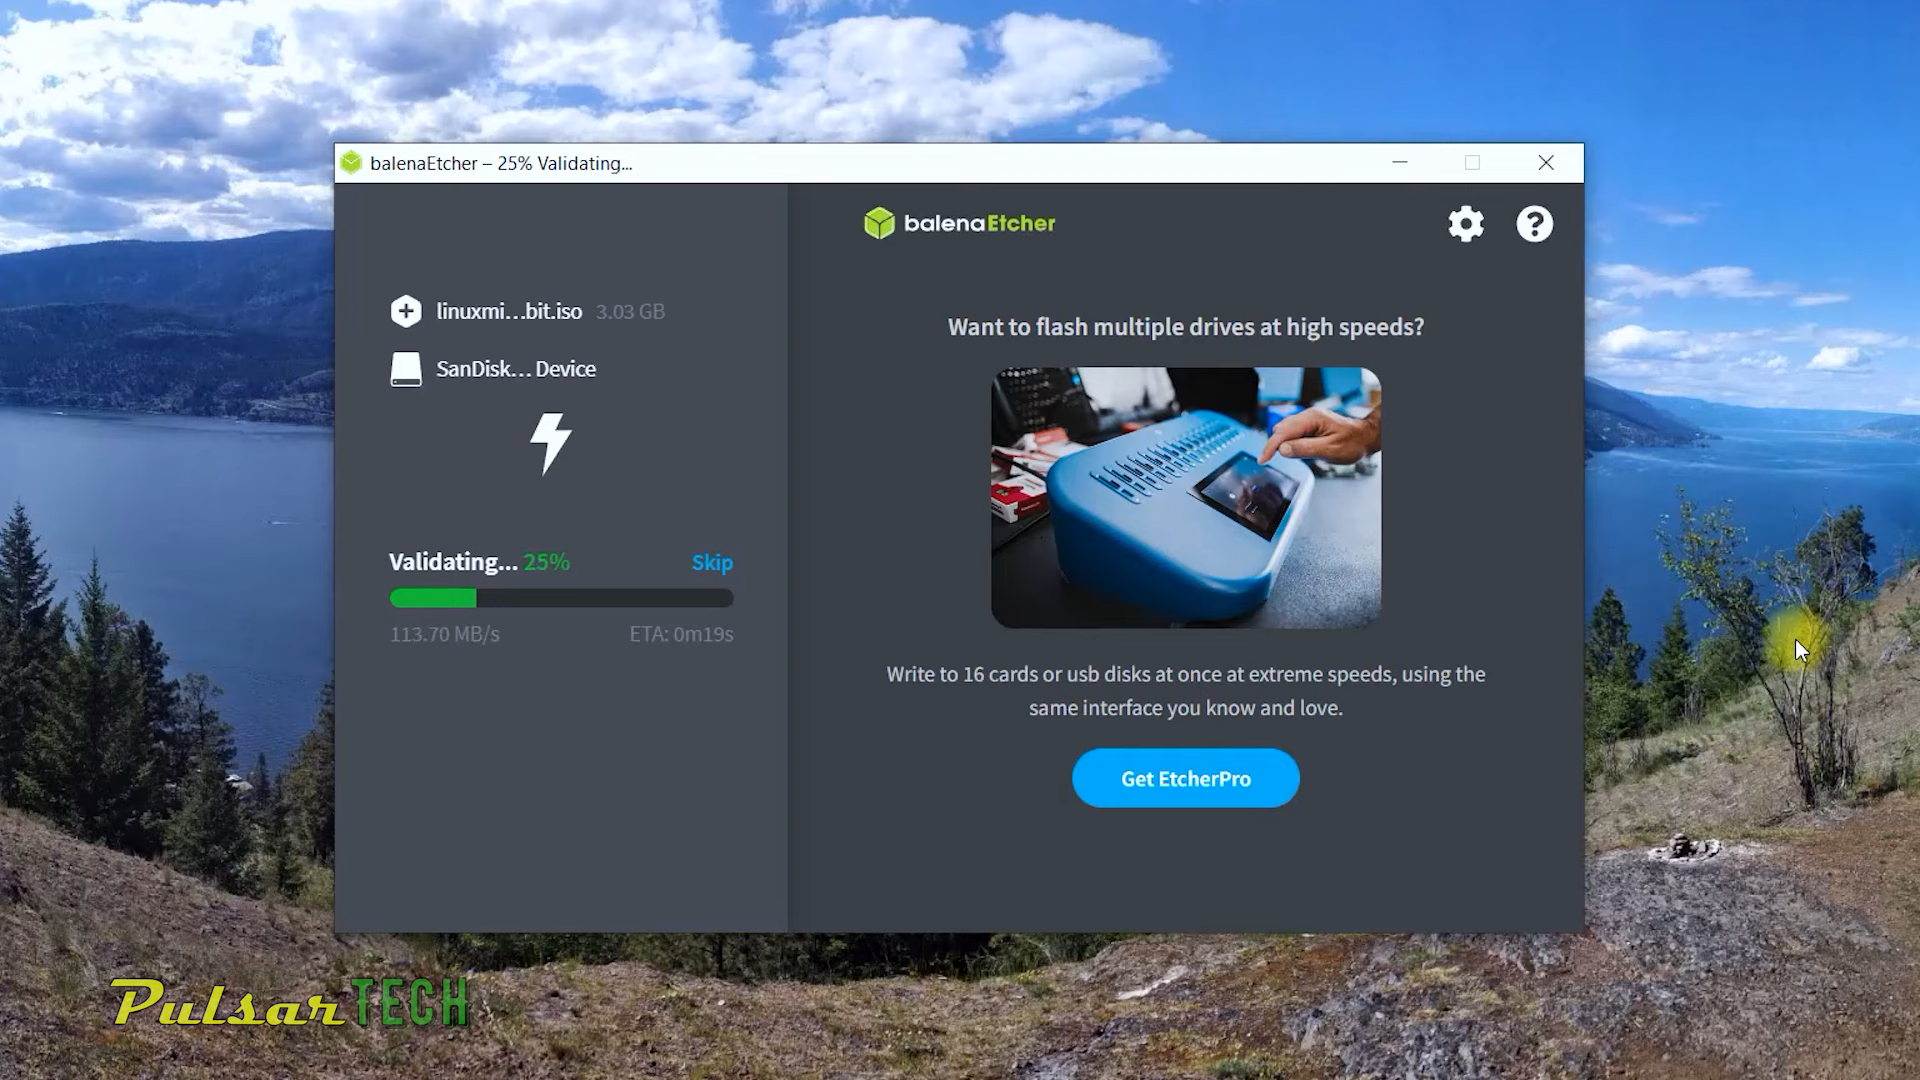 balenaEtcher – 25% Validating...
balenaEtcher
linuxmi...bit.iso 3.03 GB
SanDisk... Device
Validating... 25% Skip
113.70 MB/s ETA: 0m19s
Want to flash multiple drives at high speeds?
Write to 16 cards or usb disks at once at extreme speeds, using the
same interface you know and love.
Get EtcherPro
PulsarTECH